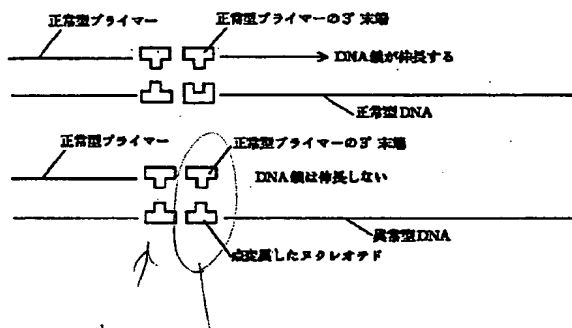 正常型プライマー 正常型プライマーの3' 末端
DNA鎖が伸長する
正常型DNA
正常型プライマー 正常型プライマーの3' 末端
DNA鎖は伸長しない
異常型DNA
点変異したヌクレオチド